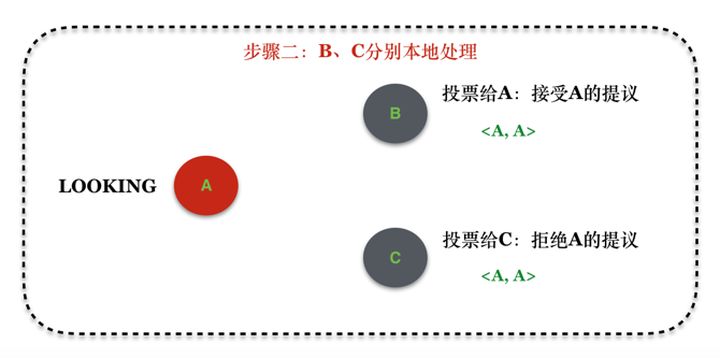 步骤二：B、C分别本地处理
B
投票给A：接受A的提议
<A, A>
LOOKING
A
C
投票给C：拒绝A的提议
<A, A>